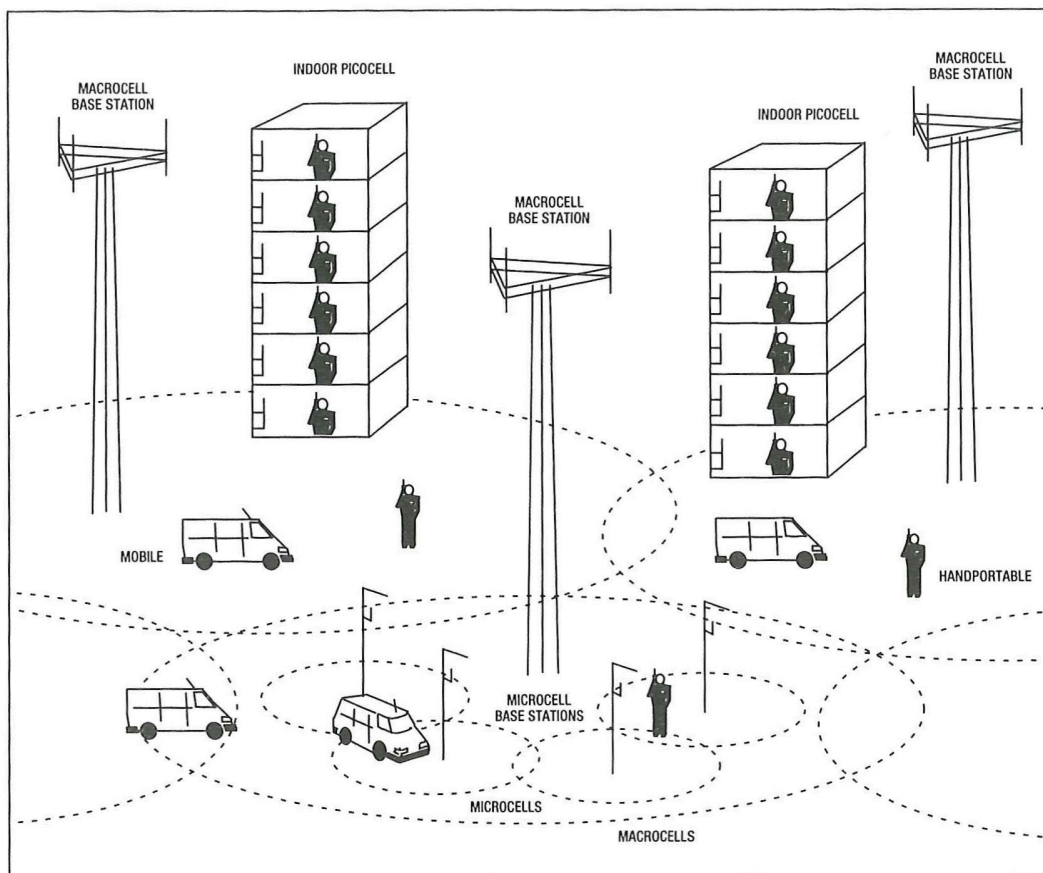 INDOOR PICOCELL
MACROCELL
BASE STATION
MACROCELL
BASE STATION
INDOOR PICOCELL
MACROCELL
BASE STATION
MOBILE
HANDPORTABLE
MICROCELL
BASE STATIONS
MICROCELLS
MACROCELLS